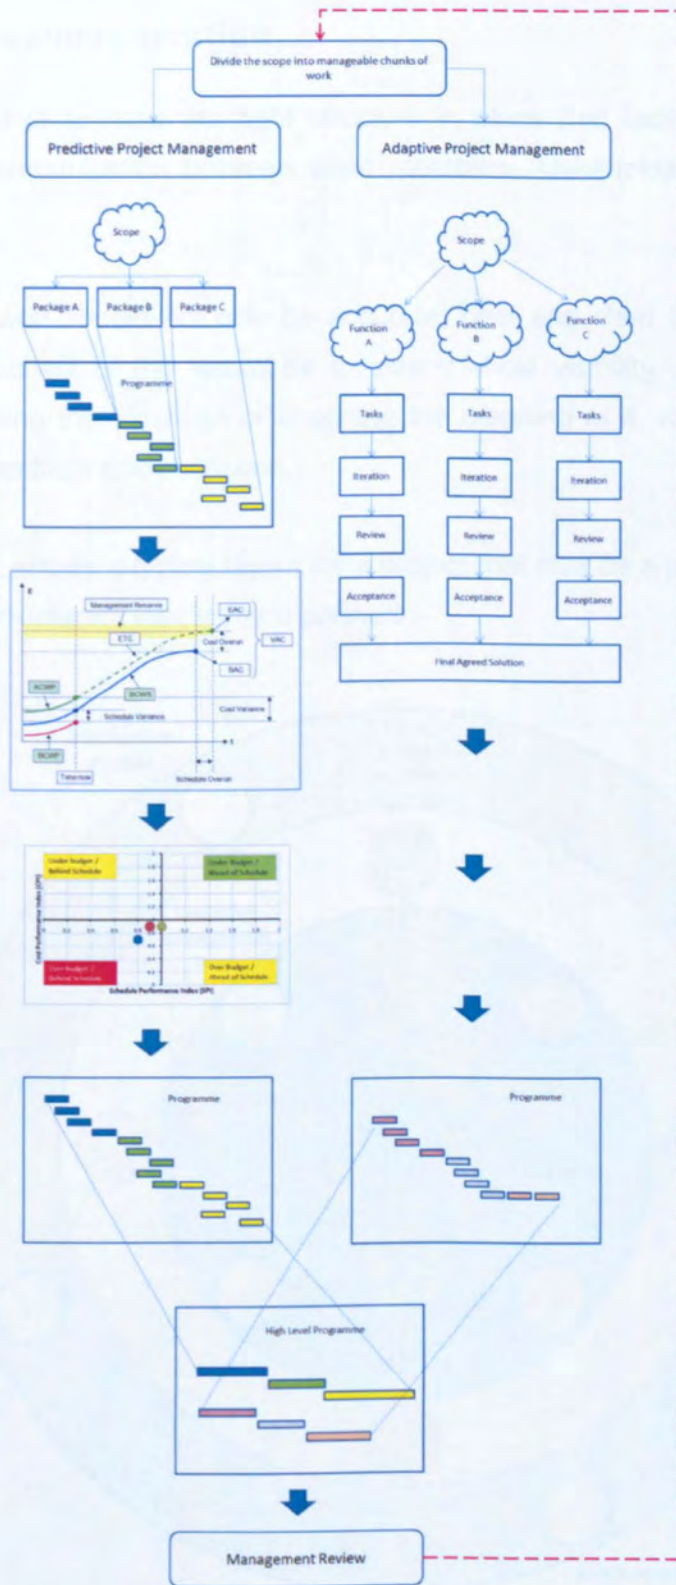 Divide the scope into manageable chunks of
work
Predictive Project Management
Adaptive Project Management
Scope
Package A
Package B
Package C
Programme
Scope
Function
A
Function
B
Function
C
Tasks
Tasks
Tasks
Iteration
Iteration
Iteration
Review
Review
Review
Acceptance
Acceptance
Acceptance
Final Agreed Solution
Management Reserve
EAC
ETC
Cost Overun
VAC
BAC
ACWP
BCWS
Cost Variance
Schedule Variance
BCWP
t
Time now
Schedule Overun
Under Budget /
Behind Schedule
Under Budget /
Ahead of Schedule
Cost Performance Index (CPI)
Over Budget /
Behind Schedule
Over Budget /
Ahead of Schedule
Schedule Performance Index (SPI)
Programme
Programme
High Level Programme
Management Review